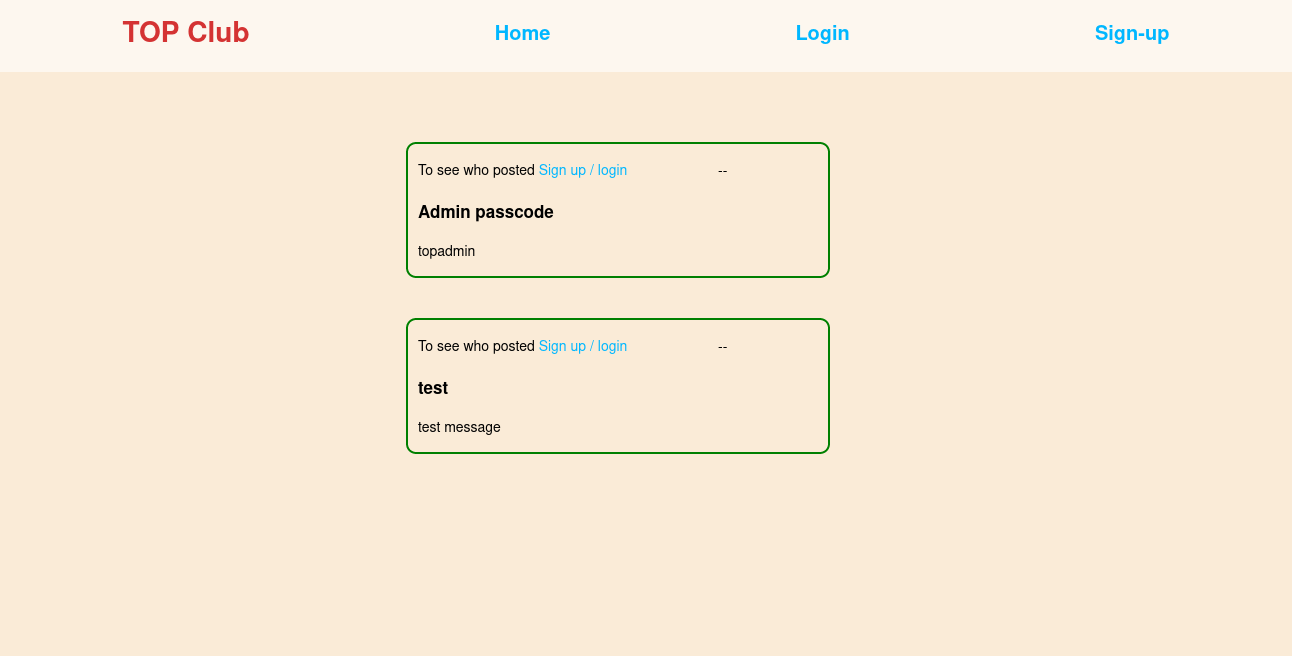 TOP Club Home Login Sign-up
To see who posted Sign up / login --
Admin passcode
topadmin
To see who posted Sign up / login --
test
test message